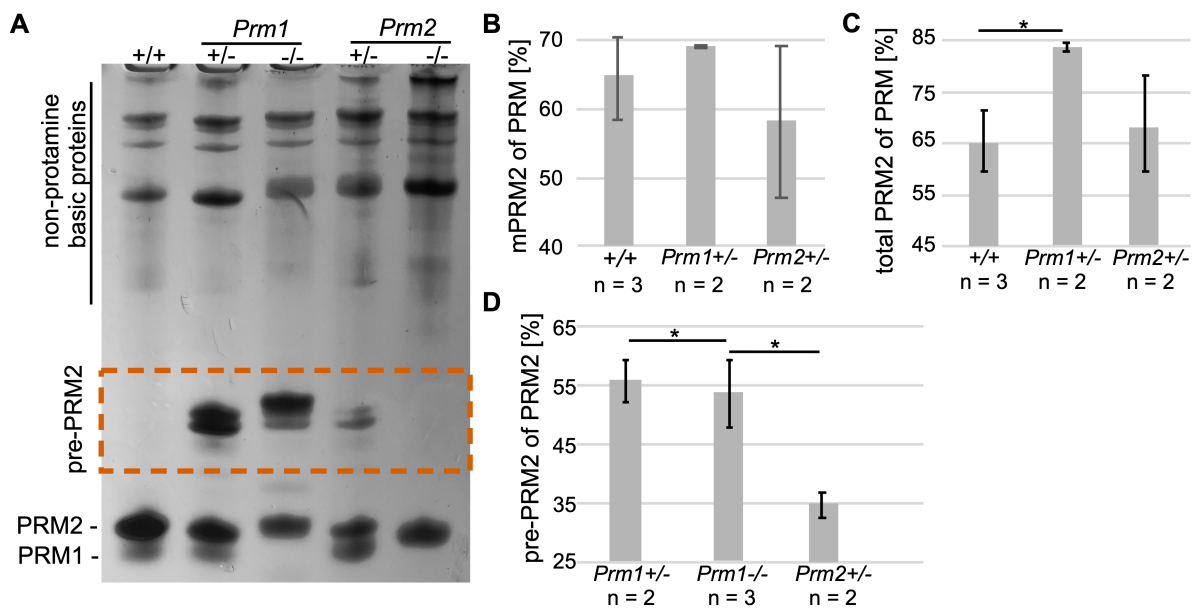 A
Prm1
Prm2
+/+
+/-
-/-
+/-
-/-
non-protamine
basic proteins
pre-PRM2
PRM2 -
PRM1 -
B
mPRM2 of PRM [%]
70
60
50
40
+/+
Prm1+/-
Prm2+/-
n = 3
n = 2
n = 2
C
total PRM2 of PRM [%]
85
75
65
55
45
*
+/+
Prm1+/-
Prm2+/-
n = 3
n = 2
n = 2
D
pre-PRM2 of PRM2 [%]
65
55
45
35
25
*
*
Prm1+/-
Prm1-/-
Prm2+/-
n = 2
n = 3
n = 2